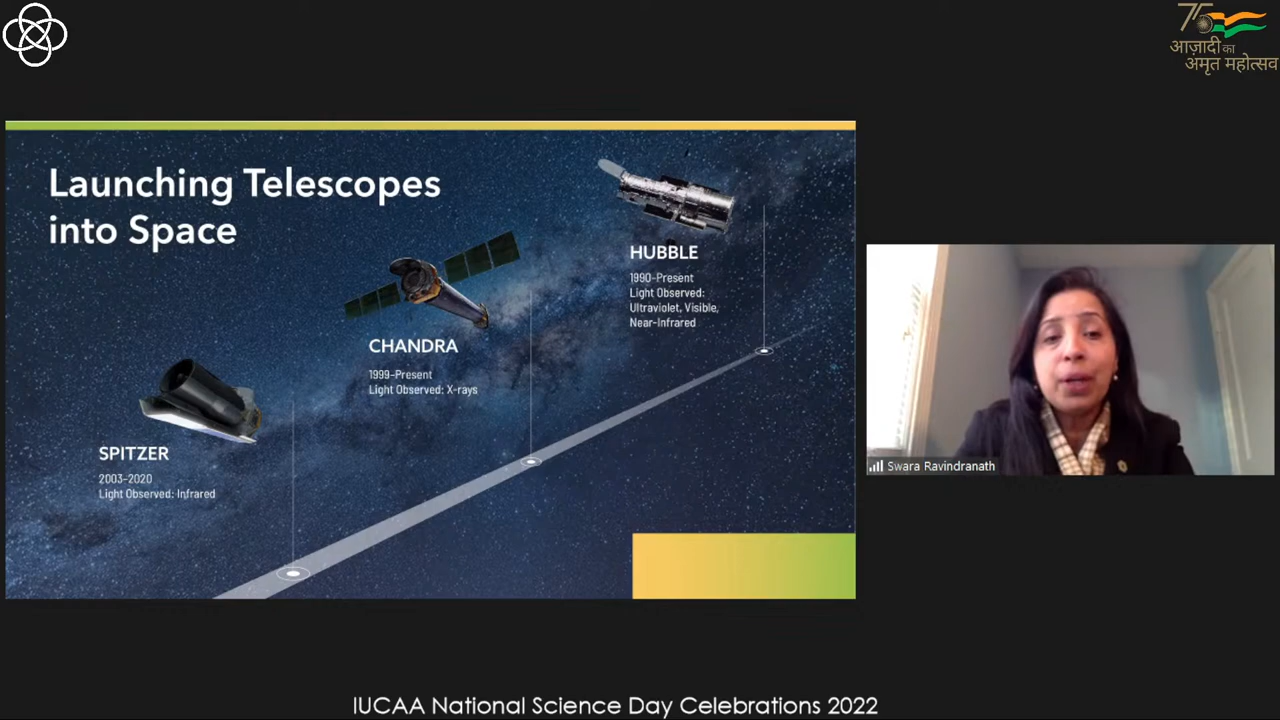 75
आज़ादी का
अमृत महोत्सव
Launching Telescopes
into Space
HUBBLE
1990–Present
Light Observed:
Ultraviolet, Visible,
Near-Infrared
CHANDRA
1999–Present
Light Observed: X-rays
SPITZER
2003–2020
Light Observed: Infrared
Swara Ravindranath
IUCAA National Science Day Celebrations 2022